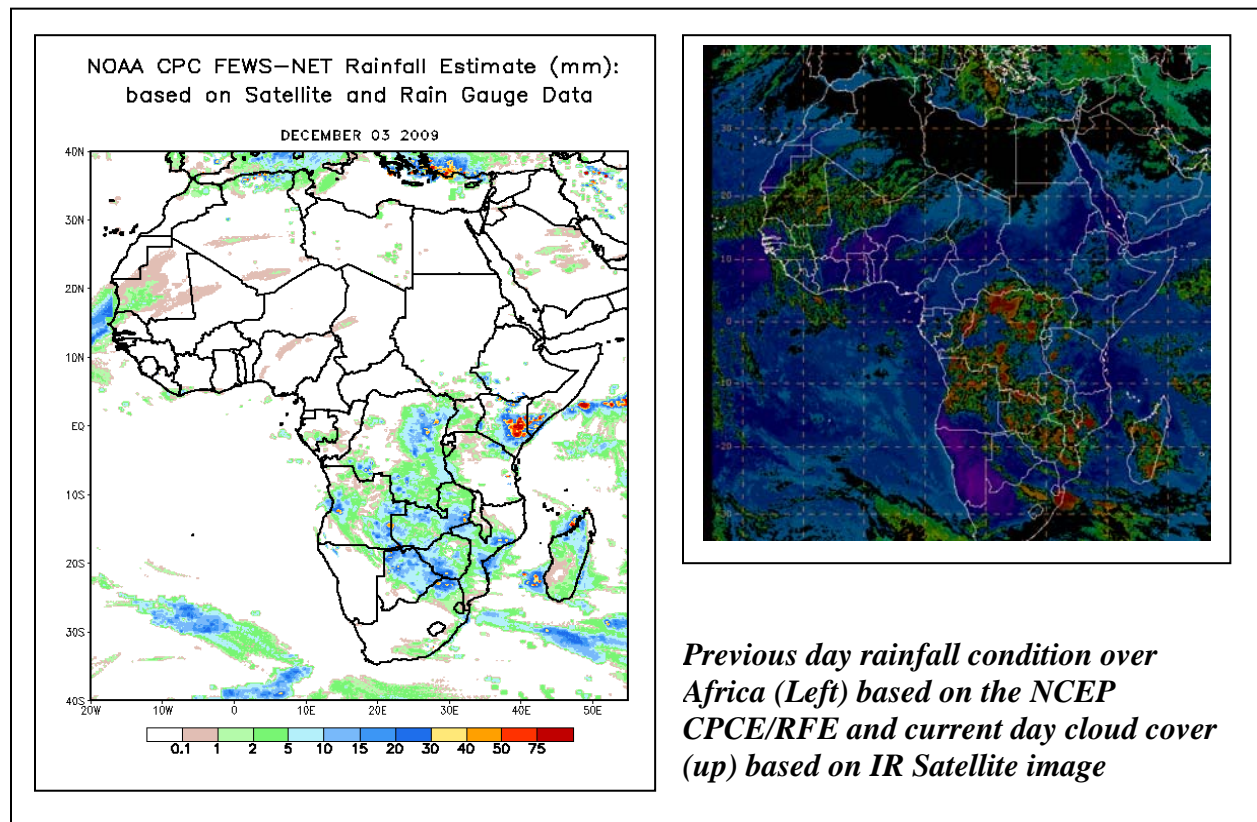 NOAA CPC FEWS-NET Rainfall Estimate (mm):
based on Satellite and Rain Gauge Data
DECEMBER 03 2009
40N
30N
20N
10N
EQ
10S
20S
30S
40S
20W 10W 0 10E 20E 30E 40E 50E
0.1 1 2 5 10 15 20 30 40 50 75
Previous day rainfall condition over
Africa (Left) based on the NCEP
CPCE/RFE and current day cloud cover
(up) based on IR Satellite image